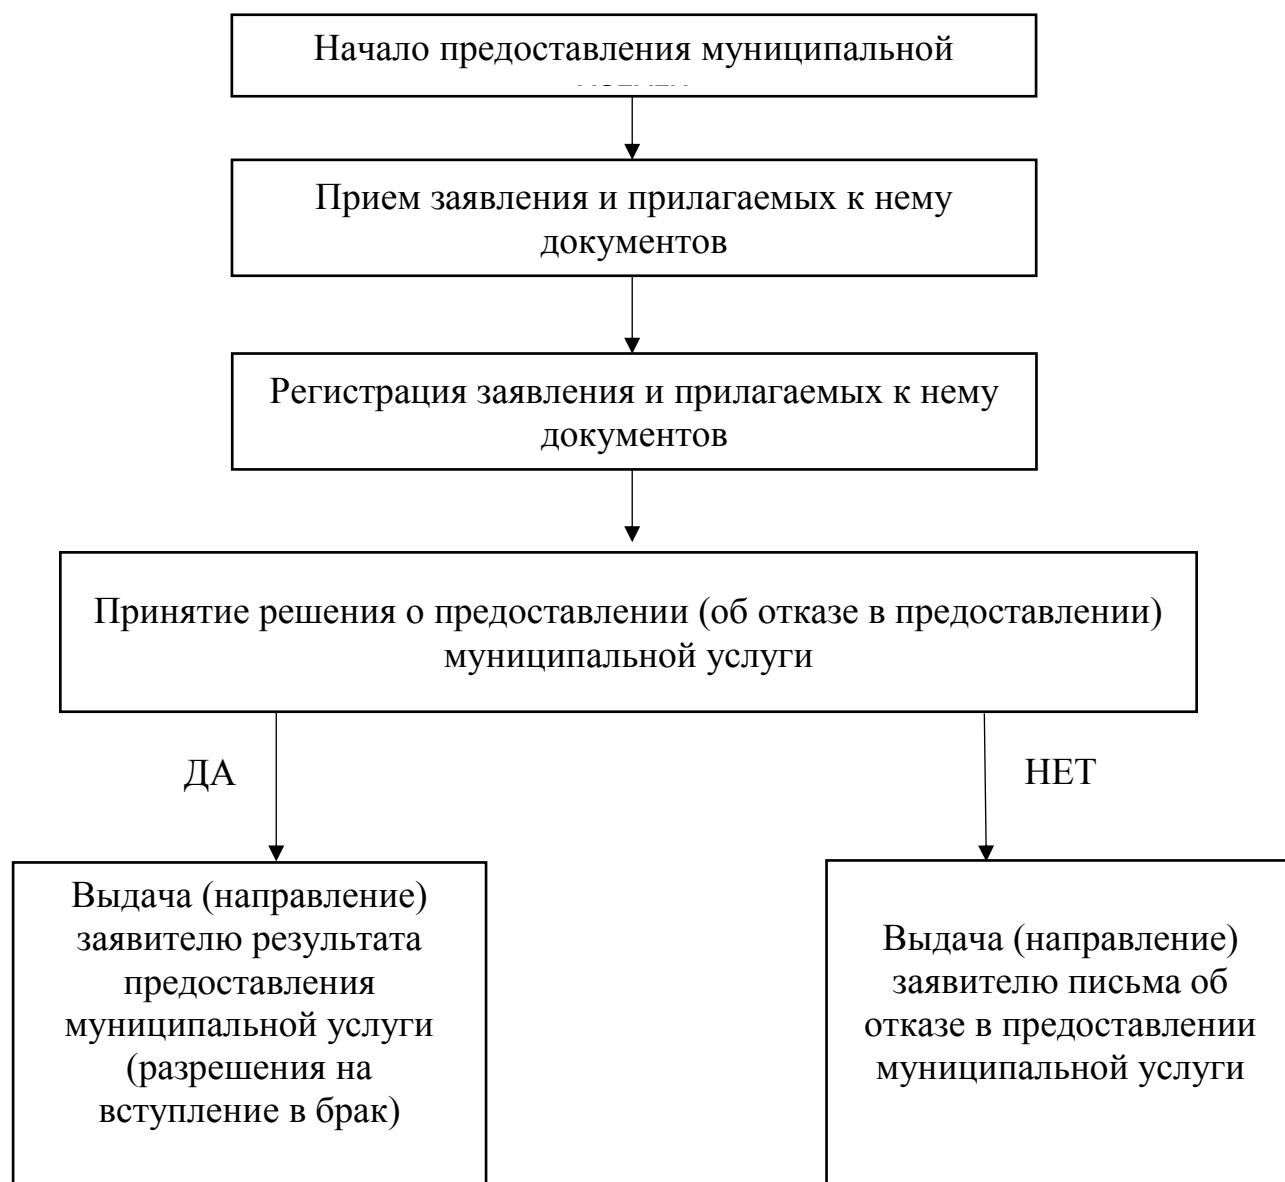 Начало предоставления муниципальной
Прием заявления и прилагаемых к нему
документов
Регистрация заявления и прилагаемых к нему
документов
Принятие решения о предоставлении (об отказе в предоставлении)
муниципальной услуги
ДА
НЕТ
Выдача (направление)
заявителю результата
предоставления
муниципальной услуги
(разрешения на
вступление в брак)
Выдача (направление)
заявителю письма об
отказе в предоставлении
муниципальной услуги